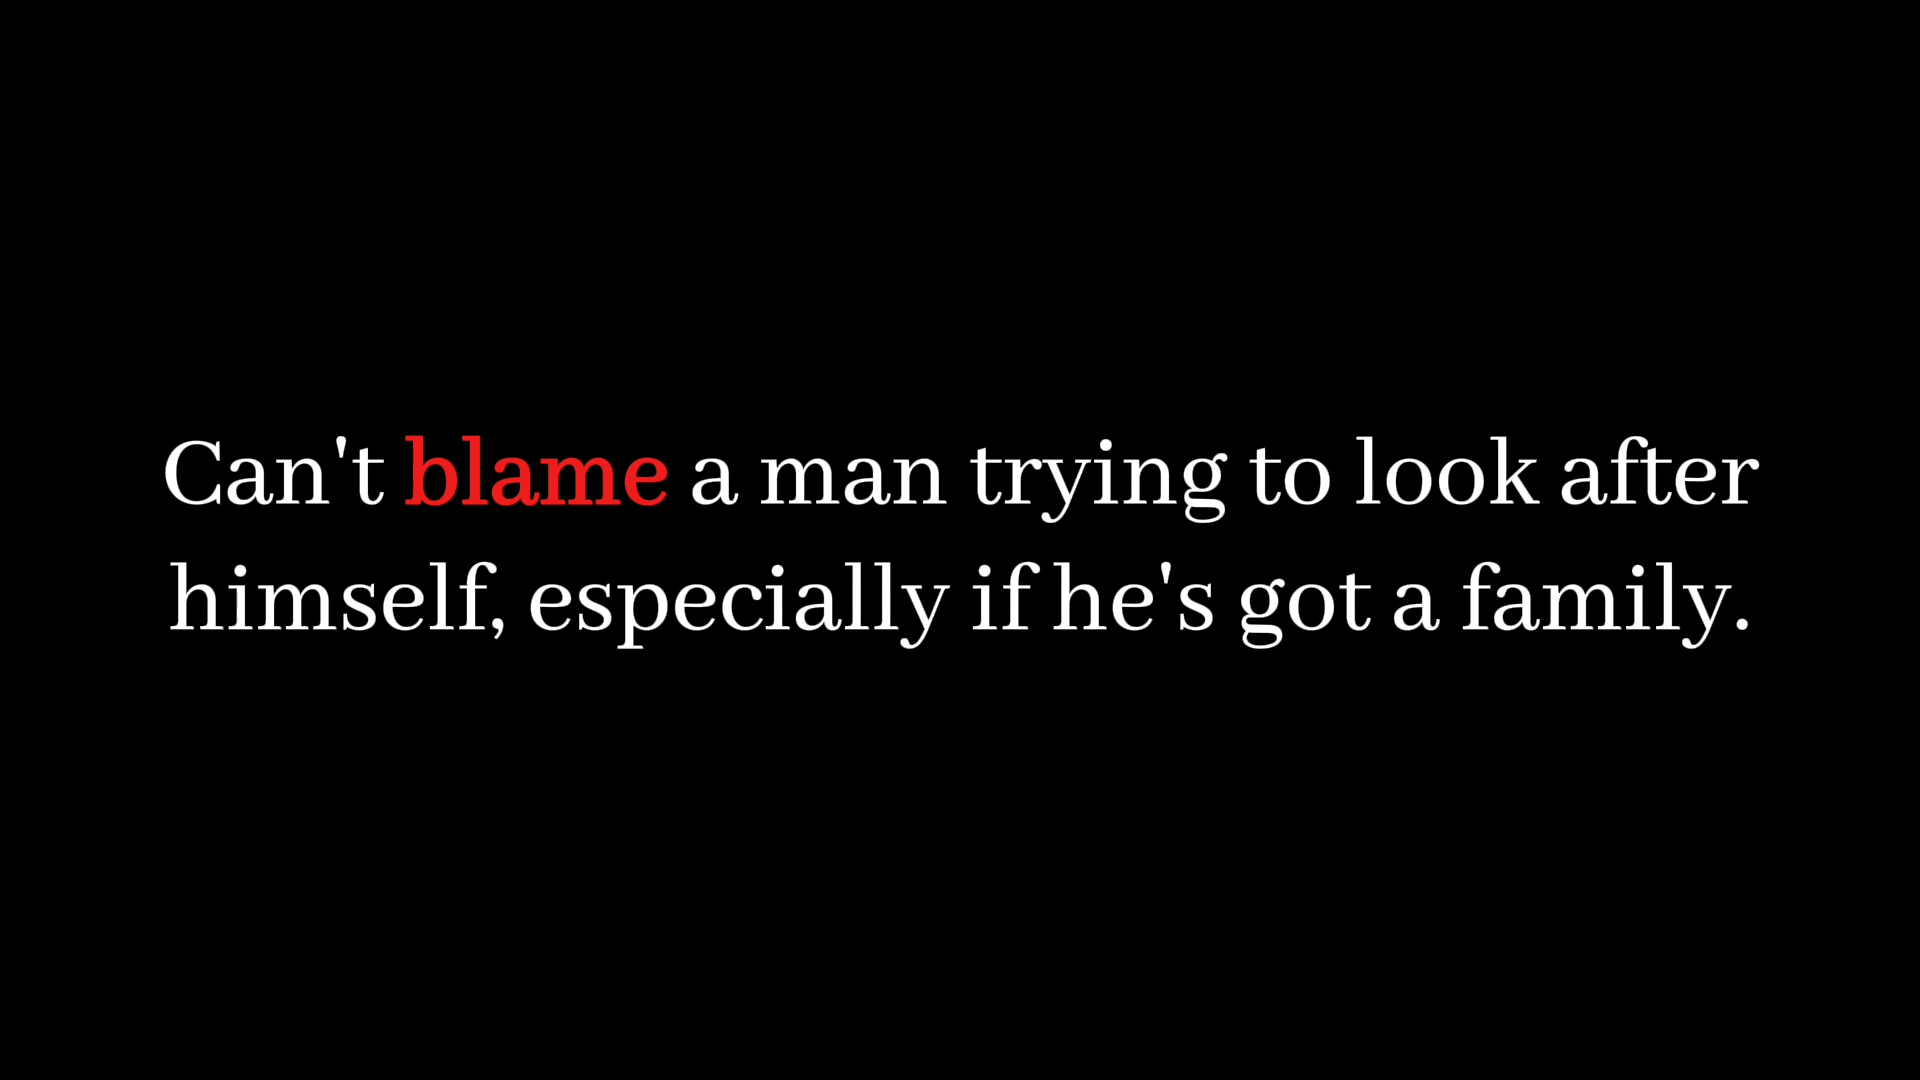 Can't blame a man trying to look after
himself, especially if he's got a family.